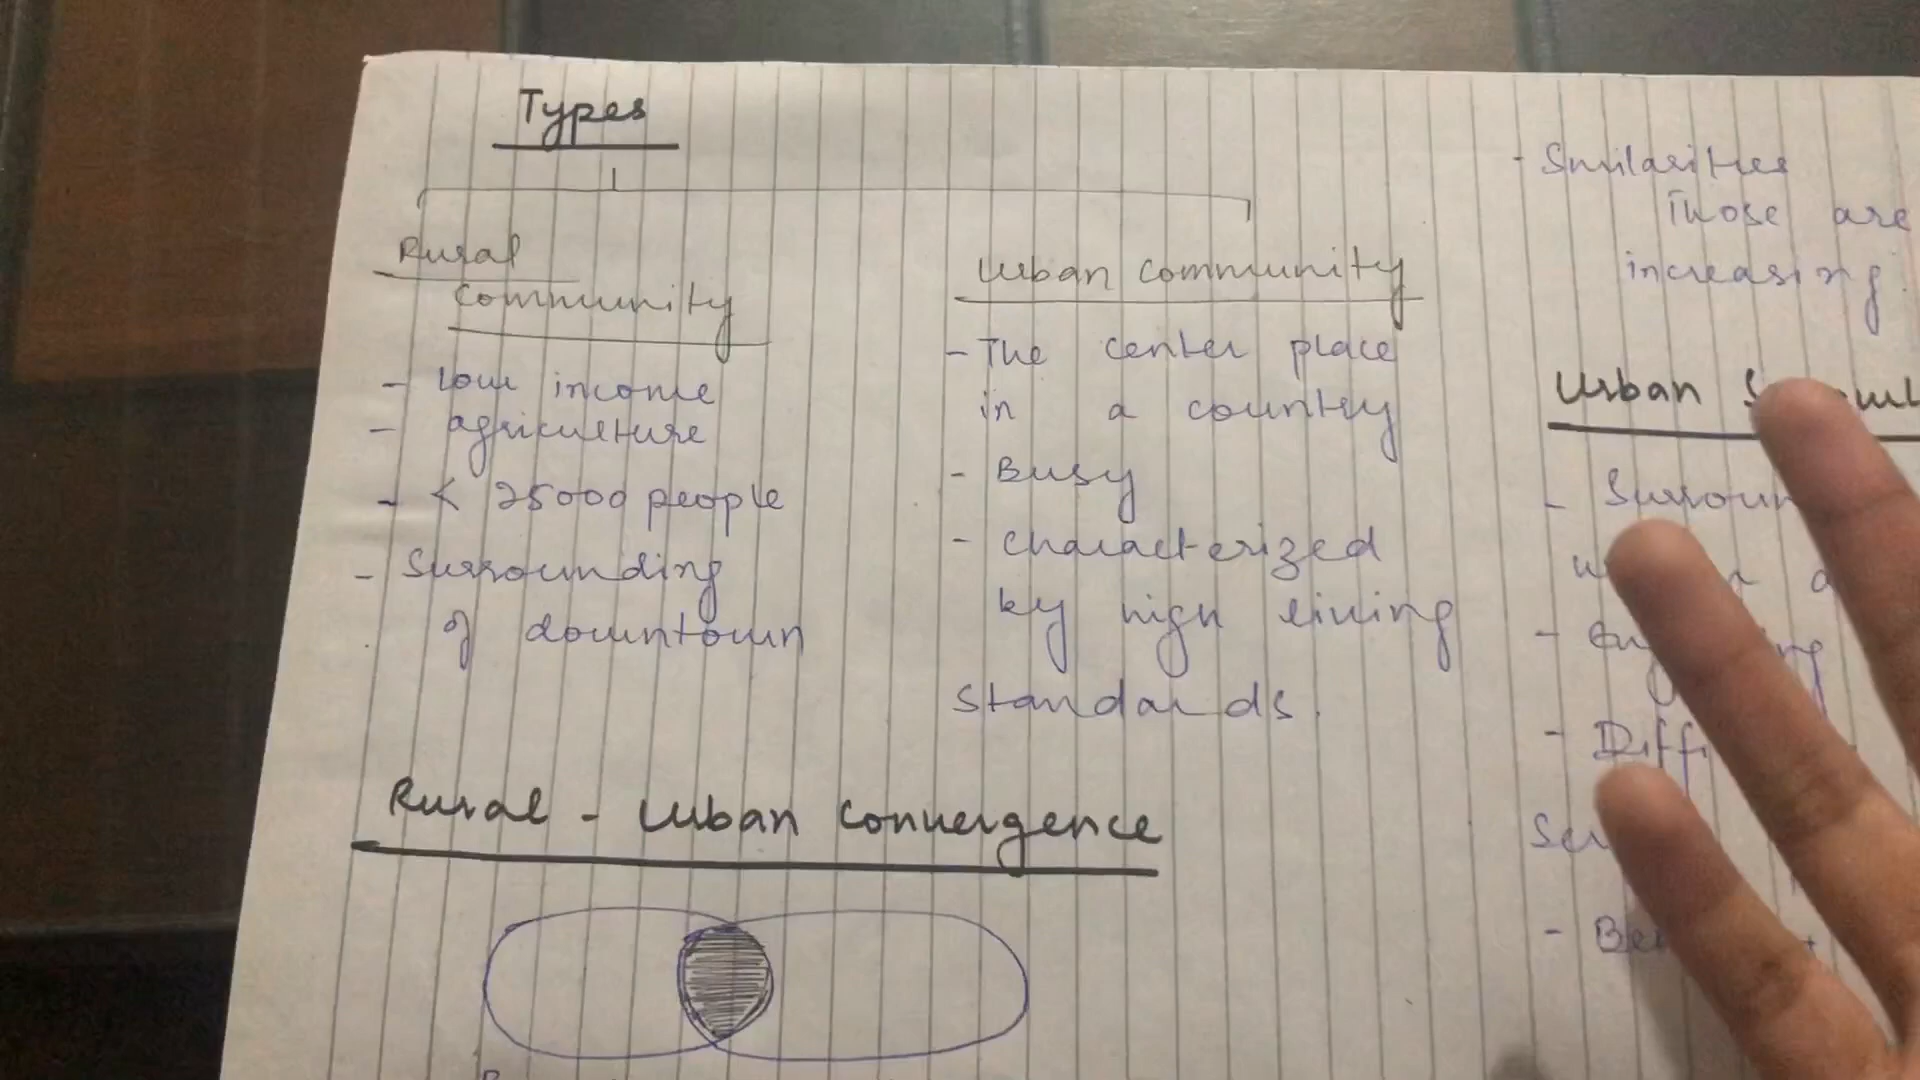 Types
Rural
Community
- low income
- agriculture
- < 25000 people
- Surrounding
of downtown
Urban Community
- The center place
in a country
- Busy
- characterized
by high living
standards.
Rural - Urban Convergence
- Similarities
Those are
increasing.
Urban
-
-
-
-